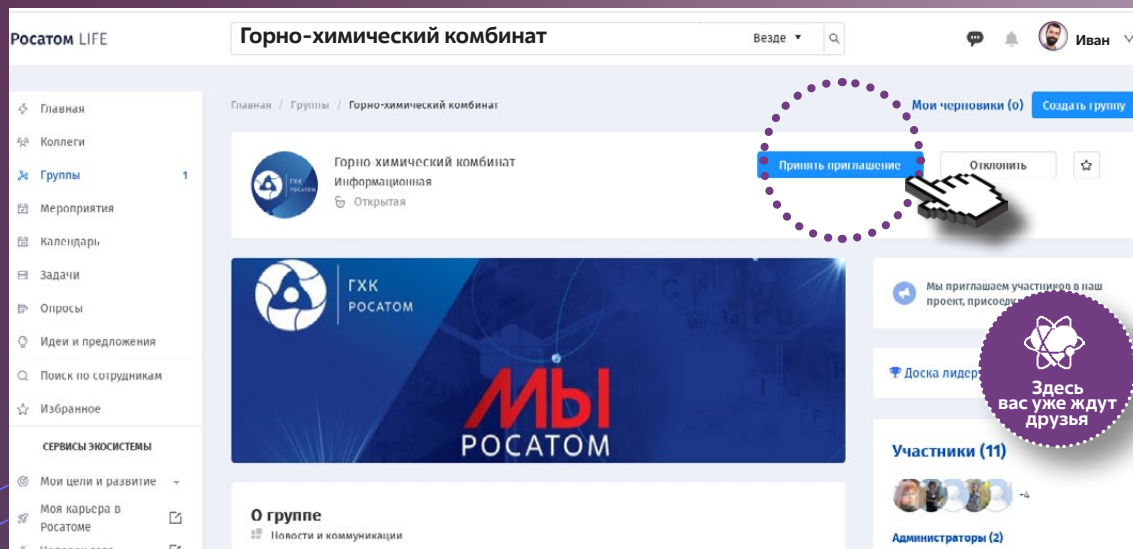 Росатом LIFE
Горно-химический комбинат
Везде
Иван
Главная
Коллеги
Группы 1
Мероприятия
Календарь
Задачи
Опросы
Идеи и предложения
Поиск по сотрудникам
Избранное
СЕРВИСЫ ЭКОСИСТЕМЫ
Мои цели и развитие
Моя карьера в
Росатоме
Главная / Группы / Горно-химический комбинат
Мои черновики (0)
Создать группу
ГХК
РОСАТОМ
Горно-химический комбинат
Информационная
Открытая
Принять приглашение
Отклонить
ГХК
РОСАТОМ
МЫ
РОСАТОМ
Мы приглашаем участников в наш
проект,
Доска
Здесь
вас уже ждут
друзья
Участники (11)
-4
Администраторы (2)
О группе
Новости и коммуникации